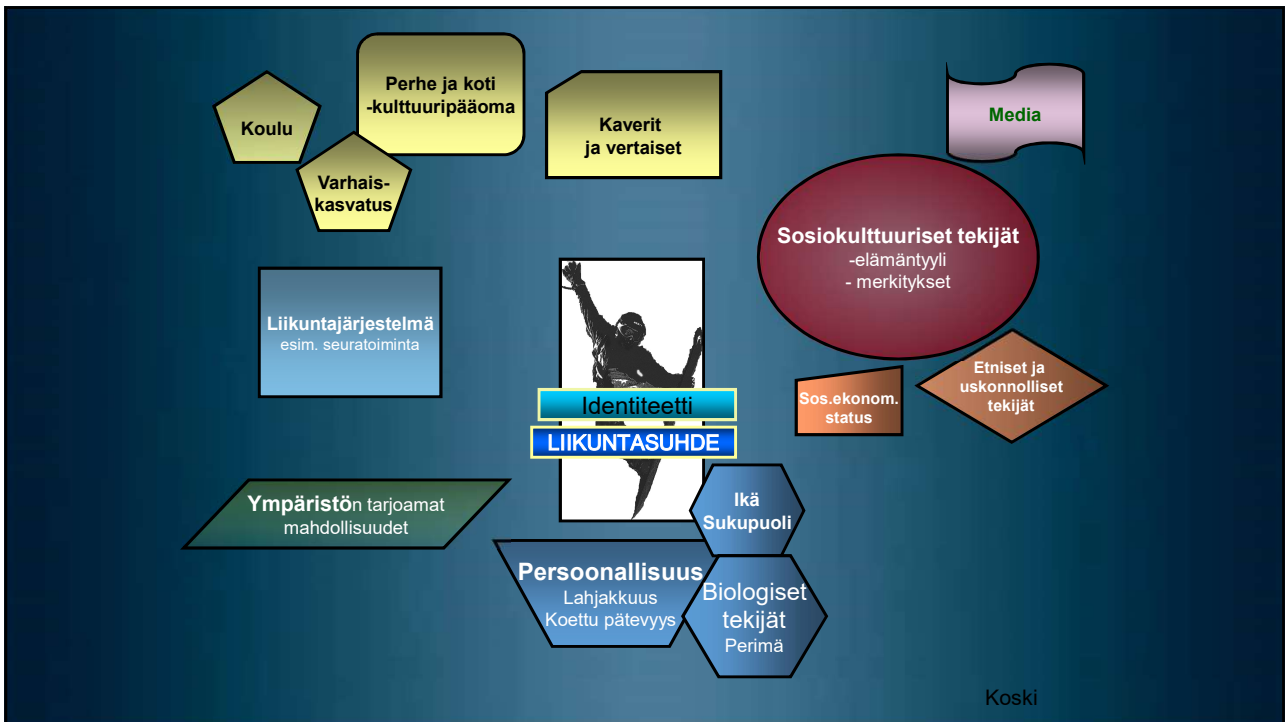 Perhe ja koti
-kulttuuripääoma
Koulu
Varhais-
kasvatus
Kaverit
ja vertaiset
Media
Sosiokulttuuriset tekijät
-elämäntyyli
- merkitykset
Liikuntajärjestelmä
esim. seuratoiminta
Etniset ja
uskonnolliset
tekijät
Sos.ekonom.
status
Identiteetti
LIIKUNTASUHDE
Ympäristön tarjoamat
mahdollisuudet
Ikä
Sukupuoli
Persoonallisuus
Lahjakkuus
Koettu pätevyys
Biologiset
tekijät
Perimä
Koski